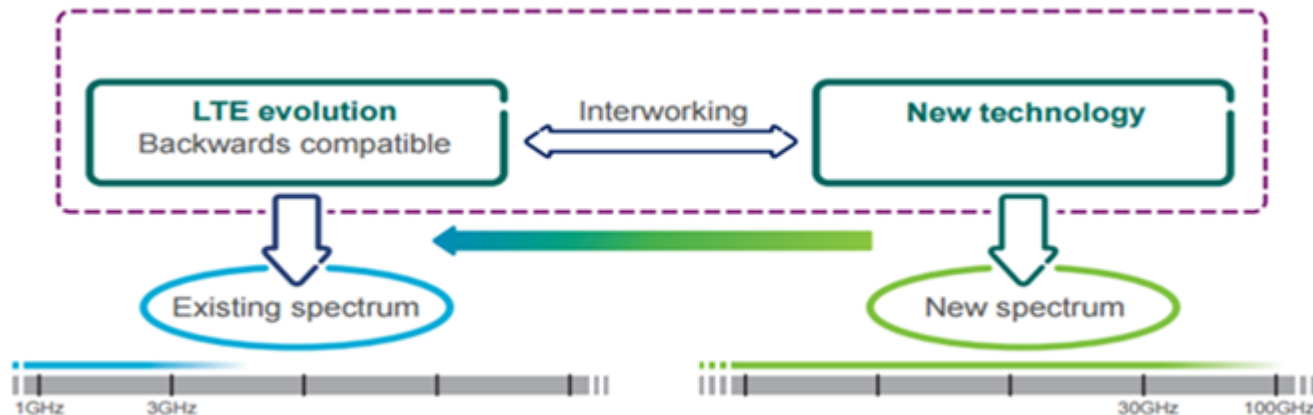 LTE evolution
Backwards compatible
Interworking
New technology
Existing spectrum
New spectrum
1GHz
3GHz
30GHz
100GHz